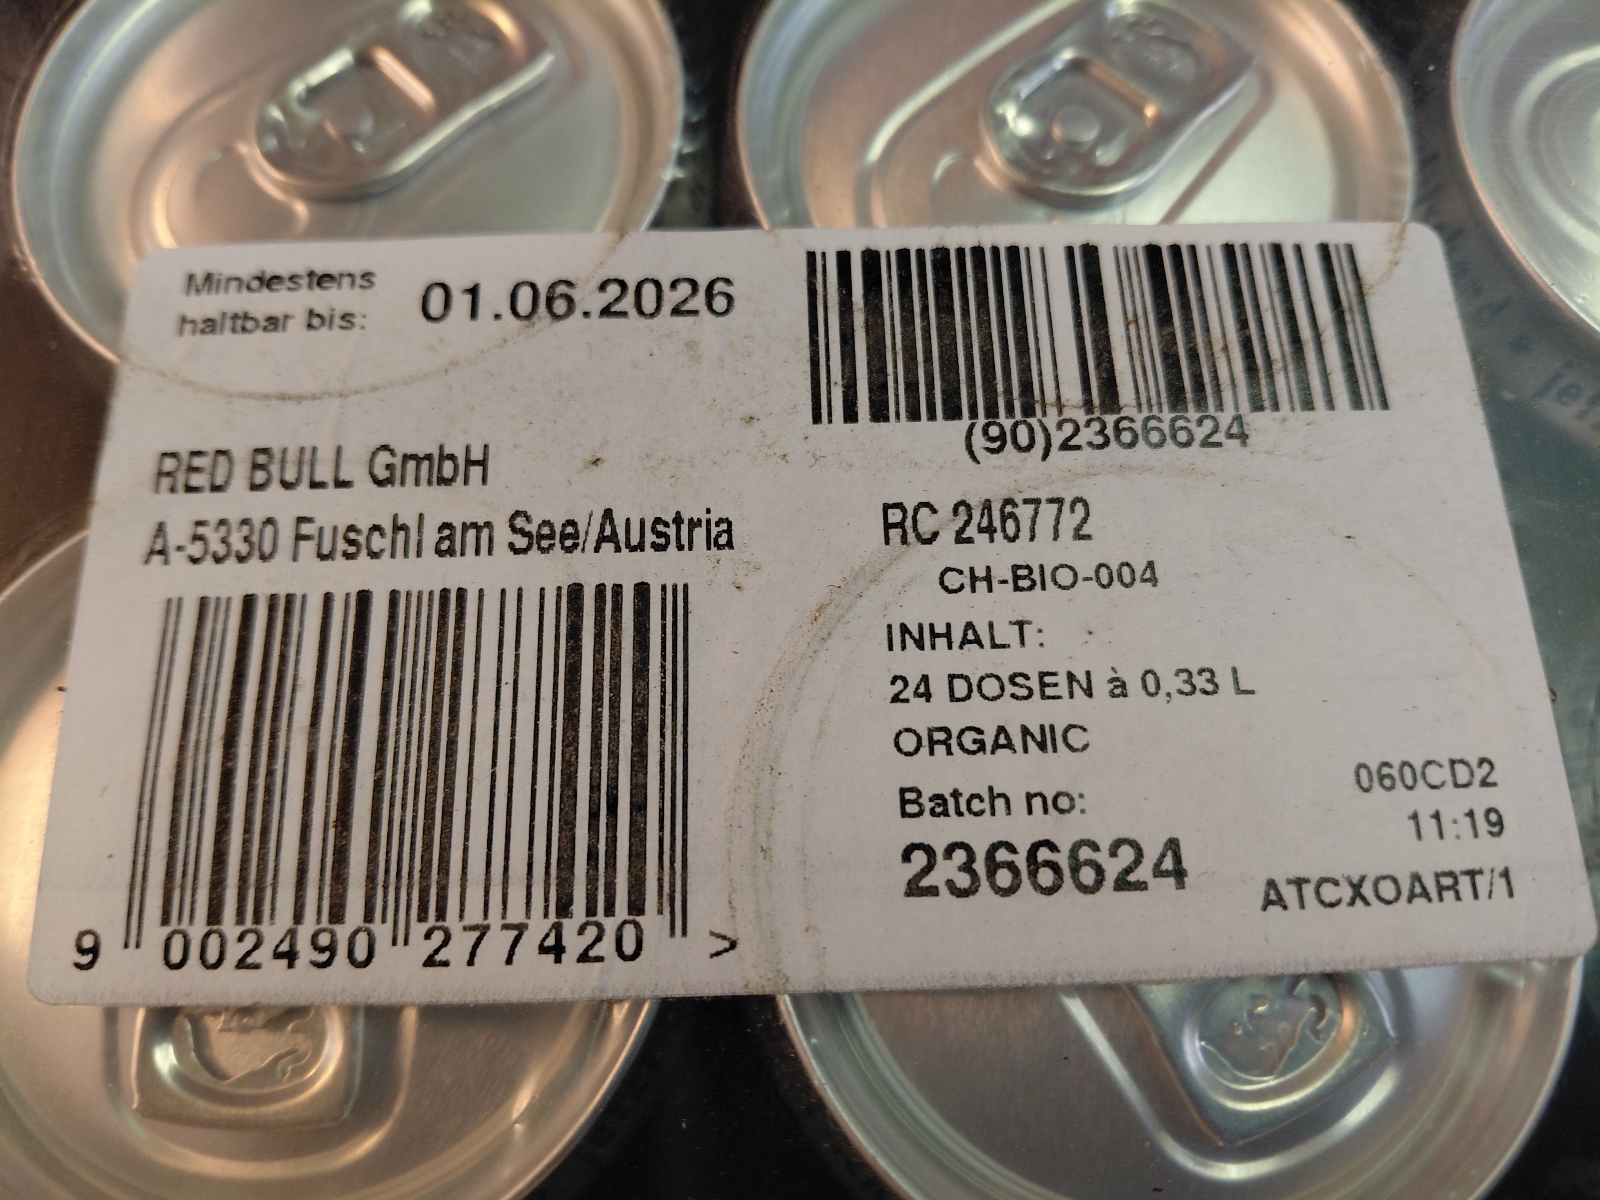 Mindestens
haltbar bis:
01.06.2026
(90)2366624
RED BULL GmbH
A-5330 Fuschl am See/Austria
9 002490 277420 >
RC 246772
CH-BIO-004
INHALT:
24 DOSEN à 0,33 L
ORGANIC
Batch no:
2366624
060CD2
11:19
ATCXOART/1